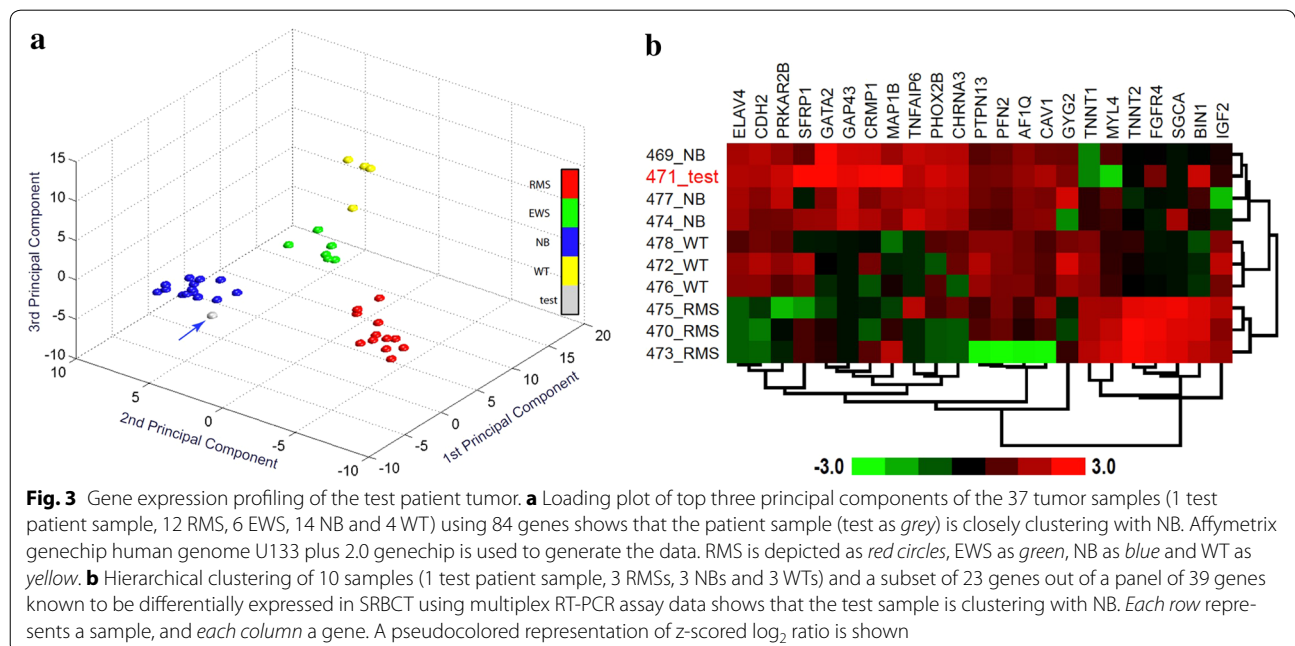 a
15
10
5
0
-5
-10
3rd Principal Component
10
5
0
-5
-10
2nd Principal Component
-10
-5
0
5
10
15
20
1st Principal Component
RMS
EWS
NB
WT
test
b
ELAV4
CDH2
PRKAR2B
SFRP1
GATA2
GAP43
CRMP1
MAP1B
TNFAIP6
PHOX2B
CHRNA3
PTPN13
PFN2
AF1Q
CAV1
GYG2
TNNT1
MYL4
TNNT2
FGFR4
SGCA
BIN1
IGF2
469_NB
471_test
477_NB
474_NB
478_WT
472_WT
476_WT
475_RMS
470_RMS
473_RMS
-3.0 3.0
Fig. 3 Gene expression profiling of the test patient tumor. a Loading plot of top three principal components of the 37 tumor samples (1 test
patient sample, 12 RMS, 6 EWS, 14 NB and 4 WT) using 84 genes shows that the patient sample (test as grey) is closely clustering with NB. Affymetrix
genechip human genome U133 plus 2.0 genechip is used to generate the data. RMS is depicted as red circles, EWS as green, NB as blue and WT as
yellow. b Hierarchical clustering of 10 samples (1 test patient sample, 3 RMSs, 3 NBs and 3 WTs) and a subset of 23 genes out of a panel of 39 genes
known to be differentially expressed in SRBCT using multiplex RT-PCR assay data shows that the test sample is clustering with NB. Each row repre-
sents a sample, and each column a gene. A pseudocolored representation of z-scored log₂ ratio is shown